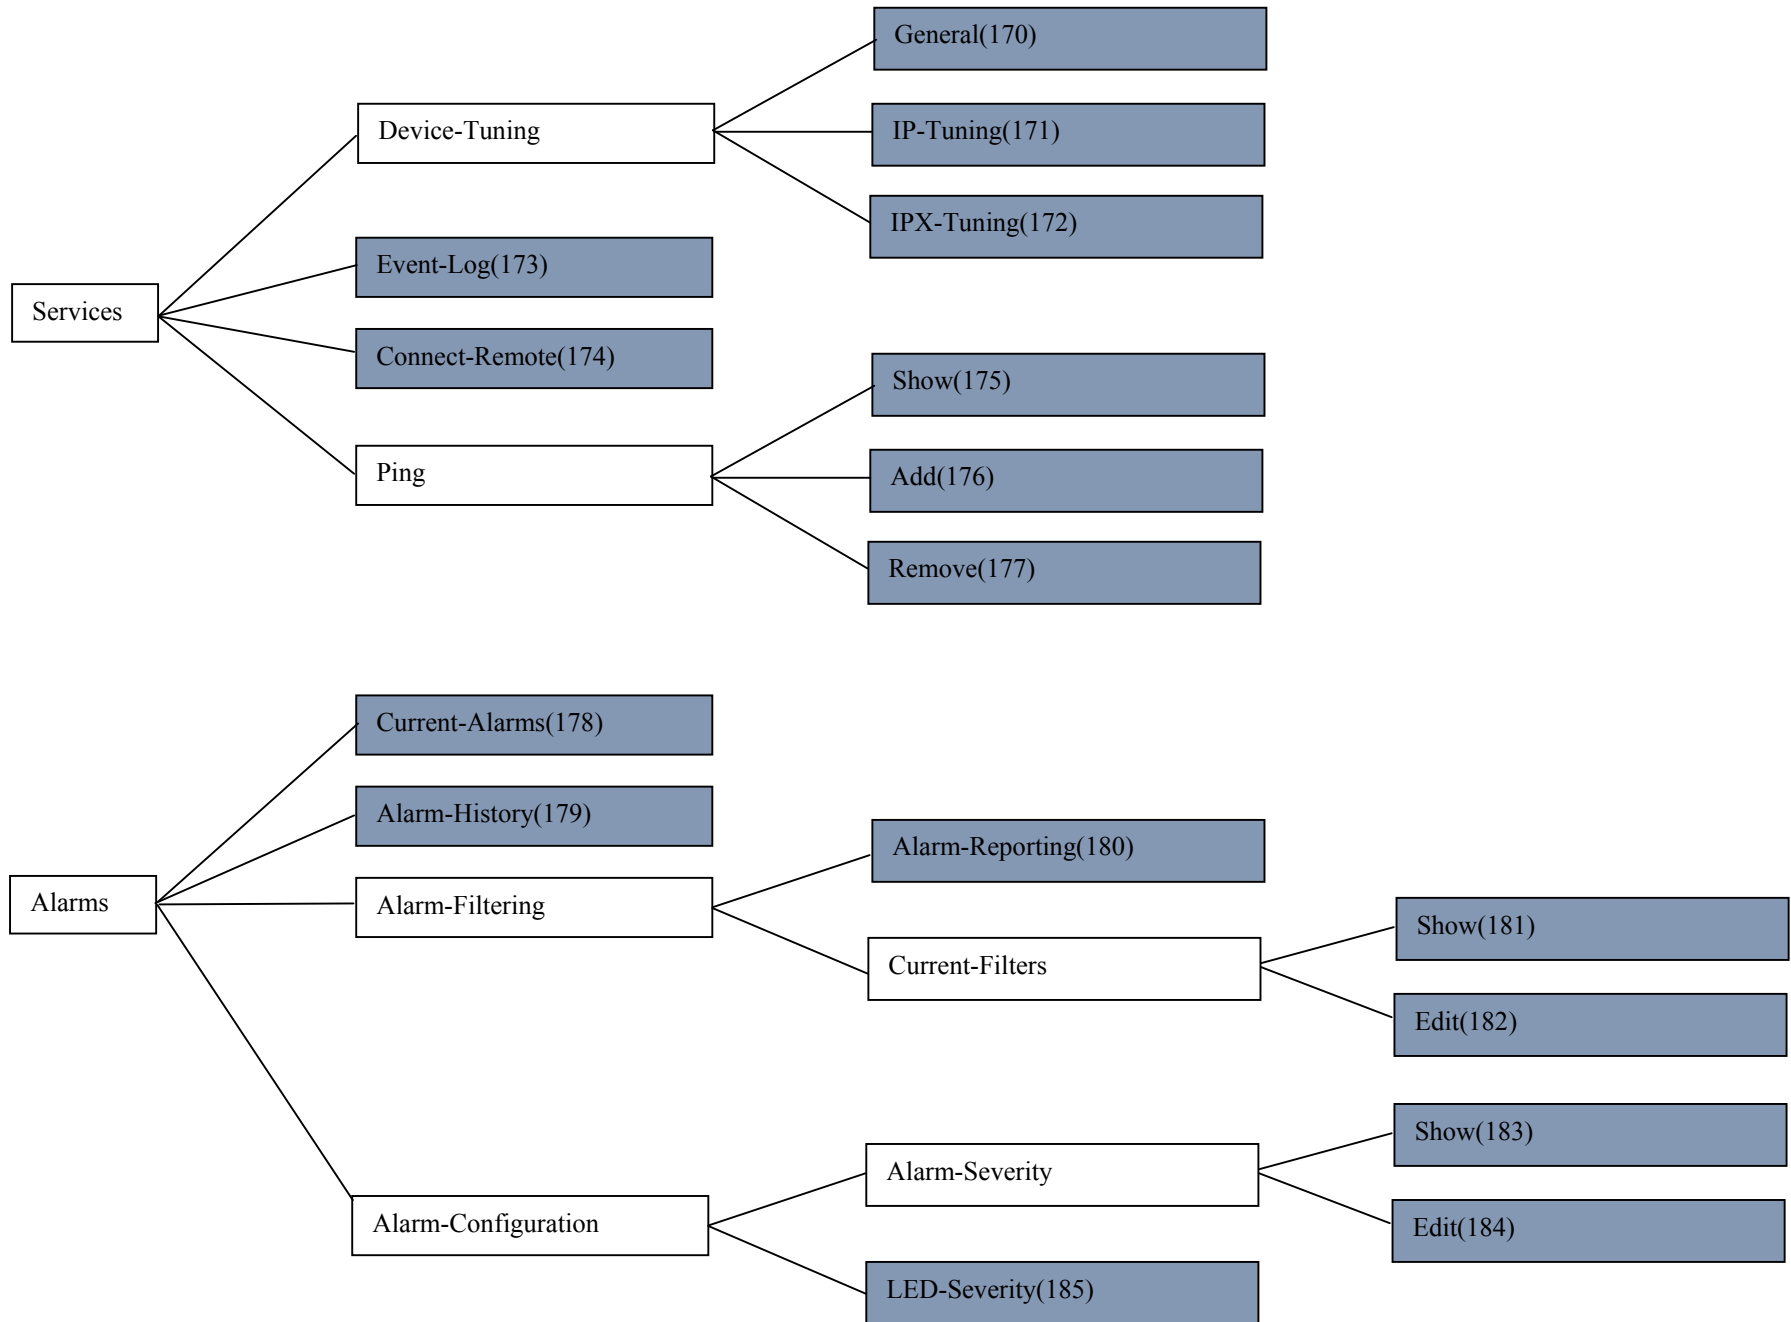 General(170)
Device-Tuning
IP-Tuning(171)
IPX-Tuning(172)
Event-Log(173)
Services
Connect-Remote(174)
Show(175)
Ping
Add(176)
Remove(177)
Current-Alarms(178)
Alarm-History(179)
Alarm-Reporting(180)
Alarms
Alarm-Filtering
Show(181)
Current-Filters
Edit(182)
Show(183)
Alarm-Severity
Alarm-Configuration
Edit(184)
LED-Severity(185)